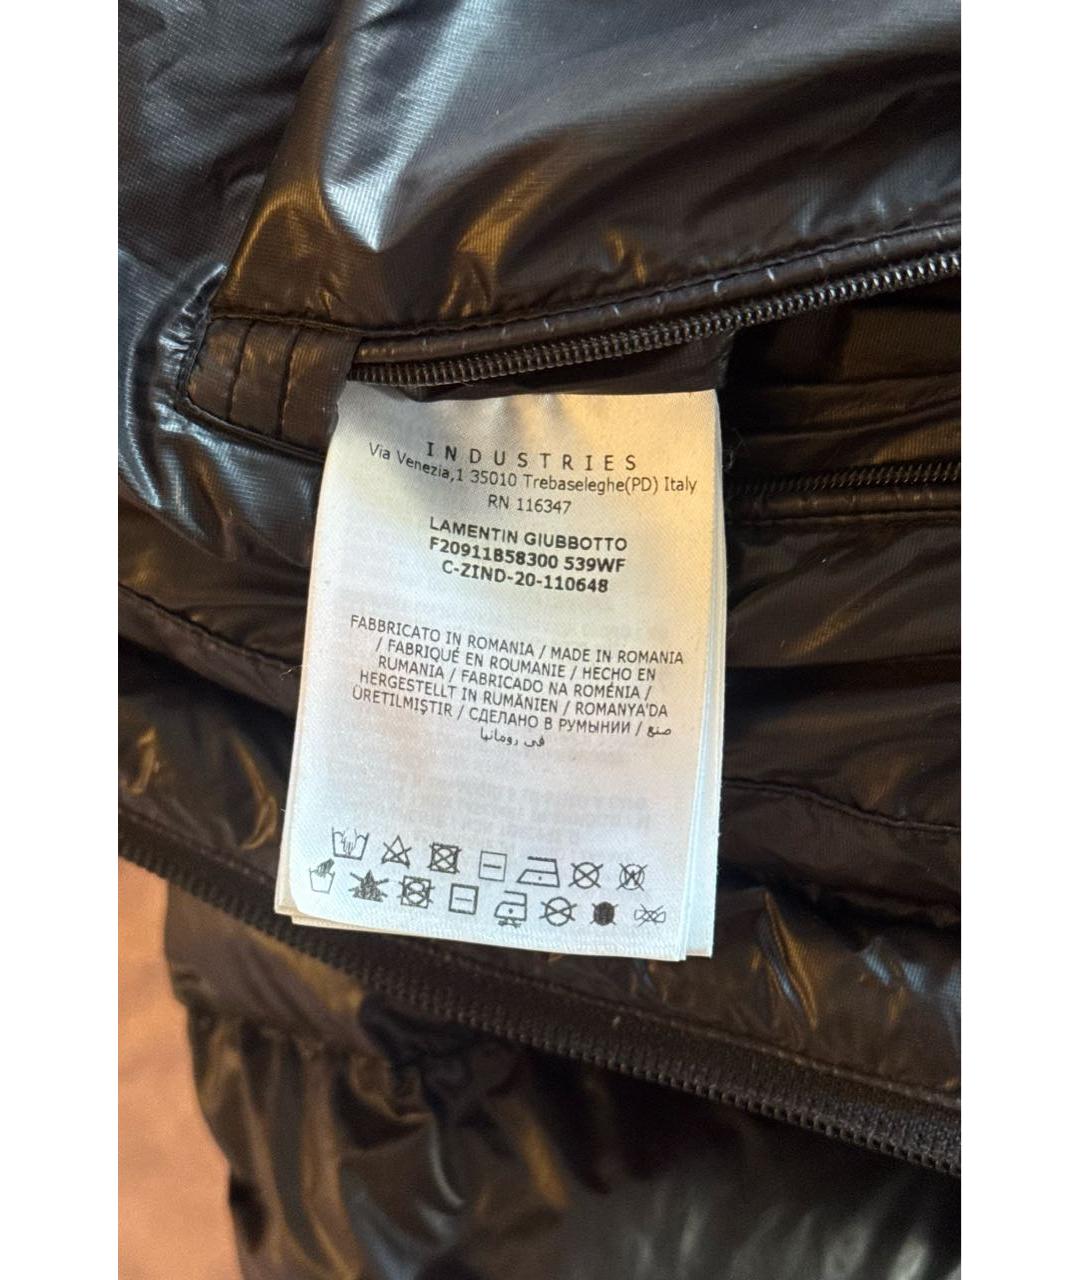 INDUSTRIES
Via Venezia,1 35010 Trebaseleghe(PD) Italy
RN 116347
LAMENTIN GIUBBOTTO
F20911B58300 539WF
C-ZIND-20-110648
FABBRICATO IN ROMANIA / MADE IN ROMANIA
/ FABRIQUÉ EN ROUMANIE / HECHO EN
RUMANIA / FABRICADO NA ROMÉNIA /
HERGESTELLT IN RUMÄNIEN / ROMANYA'DA
ÜRETILMIŞTIR / СДЕЛАНО В РУМЫНИИ / صنع
في رومانيا